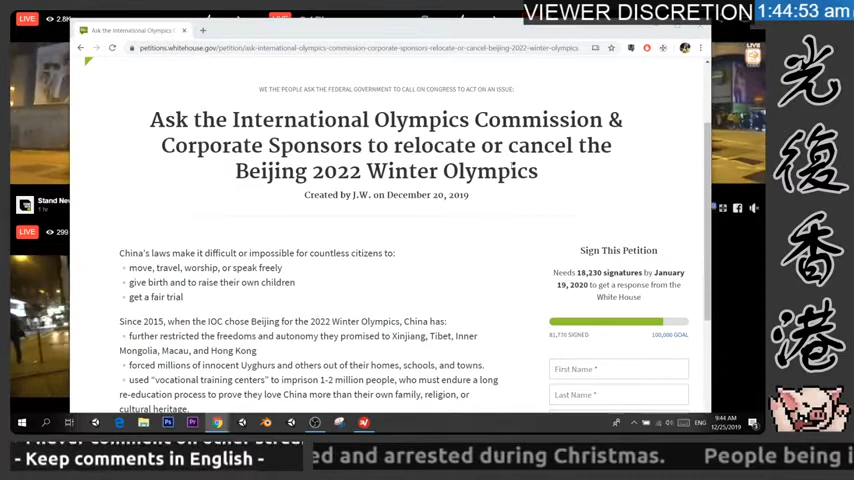 LIVE
2.8K
VIEWER DISCRETION
1:44:53 am
Ask the International Olympics C
petitions.whitehouse.gov/petition/ask-international-olympics-commission-corporate-sponsors-relocate-or-cancel-beijing-2022-winter-olympics
WE THE PEOPLE ASK THE FEDERAL GOVERNMENT TO CALL ON CONGRESS TO ACT ON AN ISSUE:
Ask the International Olympics Commission &
Corporate Sponsors to relocate or cancel the
Beijing 2022 Winter Olympics
Created by J.W. on December 20, 2019
China's laws make it difficult or impossible for countless citizens to:
move, travel, worship, or speak freely
give birth and to raise their own children
get a fair trial
Since 2015, when the IOC chose Beijing for the 2022 Winter Olympics, China has:
further restricted the freedoms and autonomy they promised to Xinjiang, Tibet, Inner
Mongolia, Macau, and Hong Kong
forced millions of innocent Uyghurs and others out of their homes, schools, and towns.
used "vocational training centers" to imprison 1-2 million people, who must endure a long
re-education process to prove they love China more than their own family, religion, or
cultural heritage.
Sign This Petition
Needs 18,230 signatures by January
19, 2020 to get a response from the
White House
81,770 SIGNED
100,000 GOAL
First Name *
Last Name *
Stand New
1 hr
LIVE
299
LIVE
光
復
香
港
ENG
9:44 AM
12/25/2019
- Keep comments in English -
ed and arrested during Christmas.
People being i